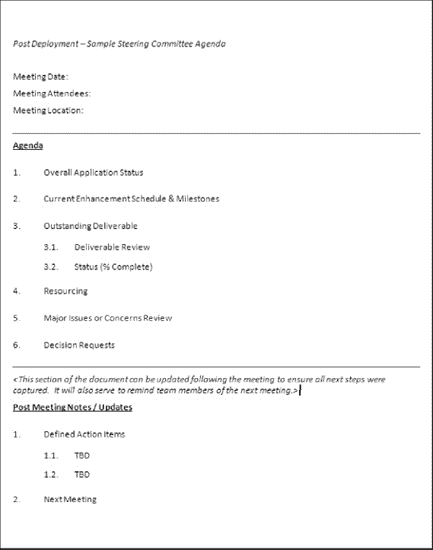 Post Deployment – Sample Steering Committee Agenda
Meeting Date:
Meeting Attendees:
Meeting Location:
Agenda
1. Overall Application Status
2. Current Enhancement Schedule & Milestones
3. Outstanding Deliverable
3.1. Deliverable Review
3.2. Status (% Complete)
4. Resourcing
5. Major Issues or Concerns Review
6. Decision Requests
<This section of the document can be updated following the meeting to ensure all next steps were
captured. It will also serve to remind team members of the next meeting.>
Post Meeting Notes / Updates
1. Defined Action Items
1.1. TBD
1.2. TBD
2. Next Meeting